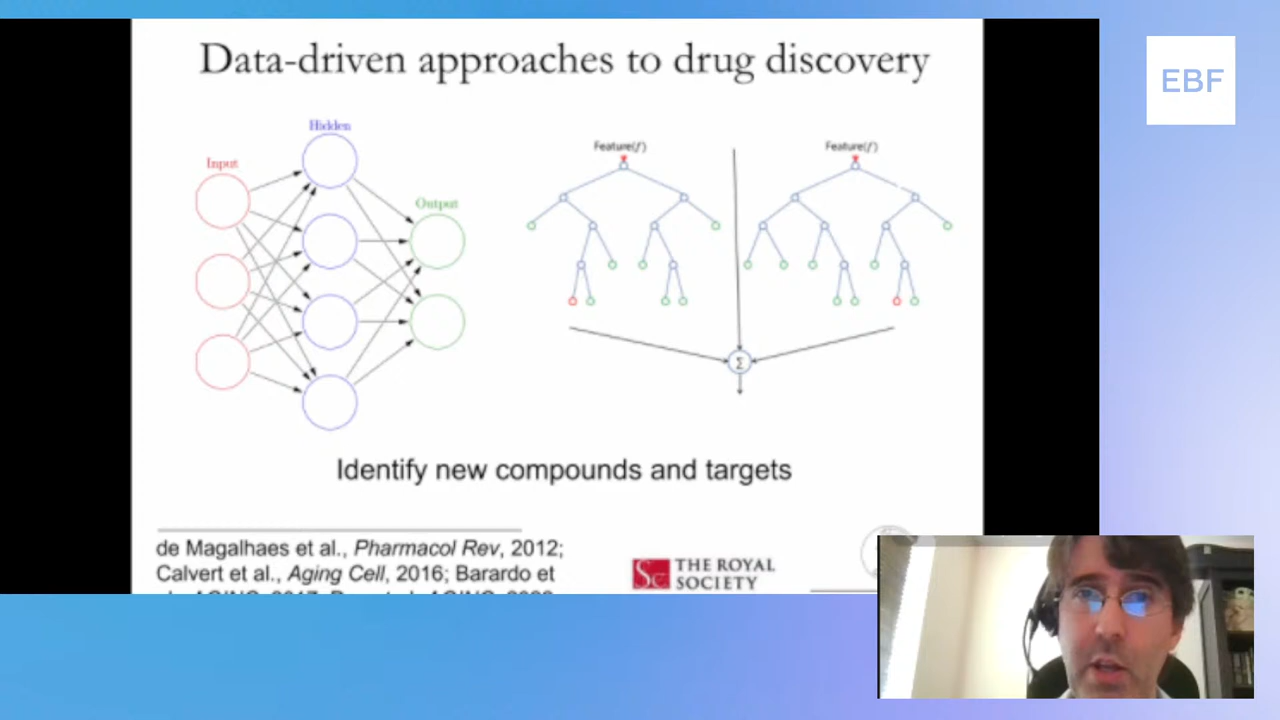 Data-driven approaches to drug discovery
EBF
Hidden
Input
Output
Feature(f)
Feature(f)
Σ
Identify new compounds and targets
de Magalhaes et al., Pharmacol Rev, 2012;
Calvert et al., Aging Cell, 2016; Barardo et
THE ROYAL
SOCIETY